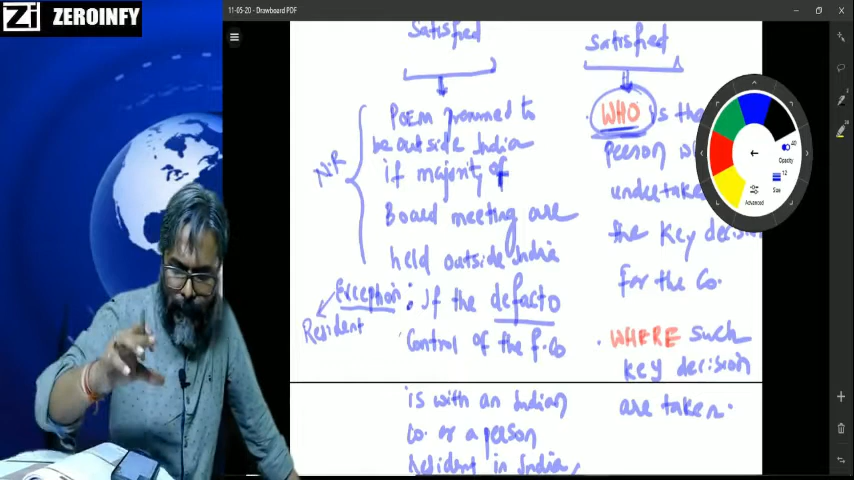 Zi ZEROINFY
11-05-20 - Drawboard PDF
Satisfied
POEM presumed to
be outside India
if majority of
Board meeting are
held outside India
N.R
Exception: If the defacto
Resident
Control of the f.Co
is with an Indian
Co. or a person
Resident in India,
satisfied
WHO is the
person
undertake
the key decision
for the Co.
WHERE such
key decision
are taken.
Opacity
Size
Advanced